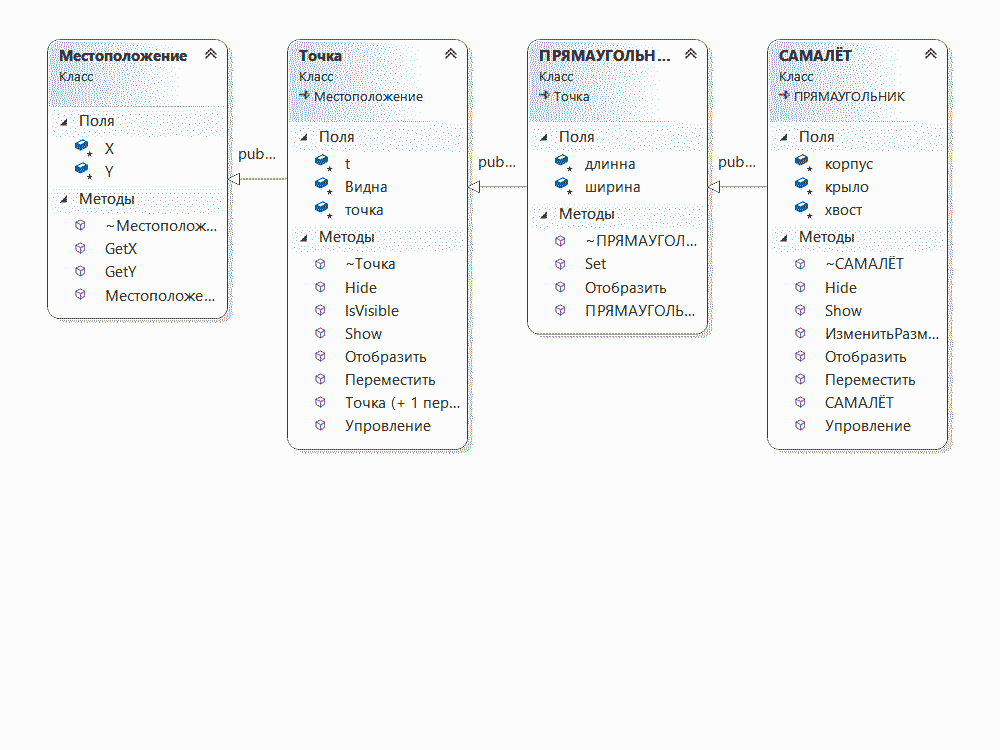 Местоположение
Класс
Поля
X
Y
Методы
~Местополож...
GetX
GetY
Местоположе...
pub...
Точка
Класс
Местоположение
Поля
t
Видна
точка
Методы
~Точка
Hide
IsVisible
Show
Отобразить
Переместить
Точка (+ 1 пер...
Упровление
pub...
ПРЯМАУГОЛЬН...
Класс
Точка
Поля
длинна
ширина
Методы
~ПРЯМАУГОЛ...
Set
Отобразить
ПРЯМАУГОЛЬ...
pub...
САМАЛЁТ
Класс
ПРЯМАУГОЛЬНИК
Поля
корпус
крыло
хвост
Методы
~САМАЛЁТ
Hide
Show
ИзменитьРазм...
Отобразить
Переместить
САМАЛЁТ
Упровление